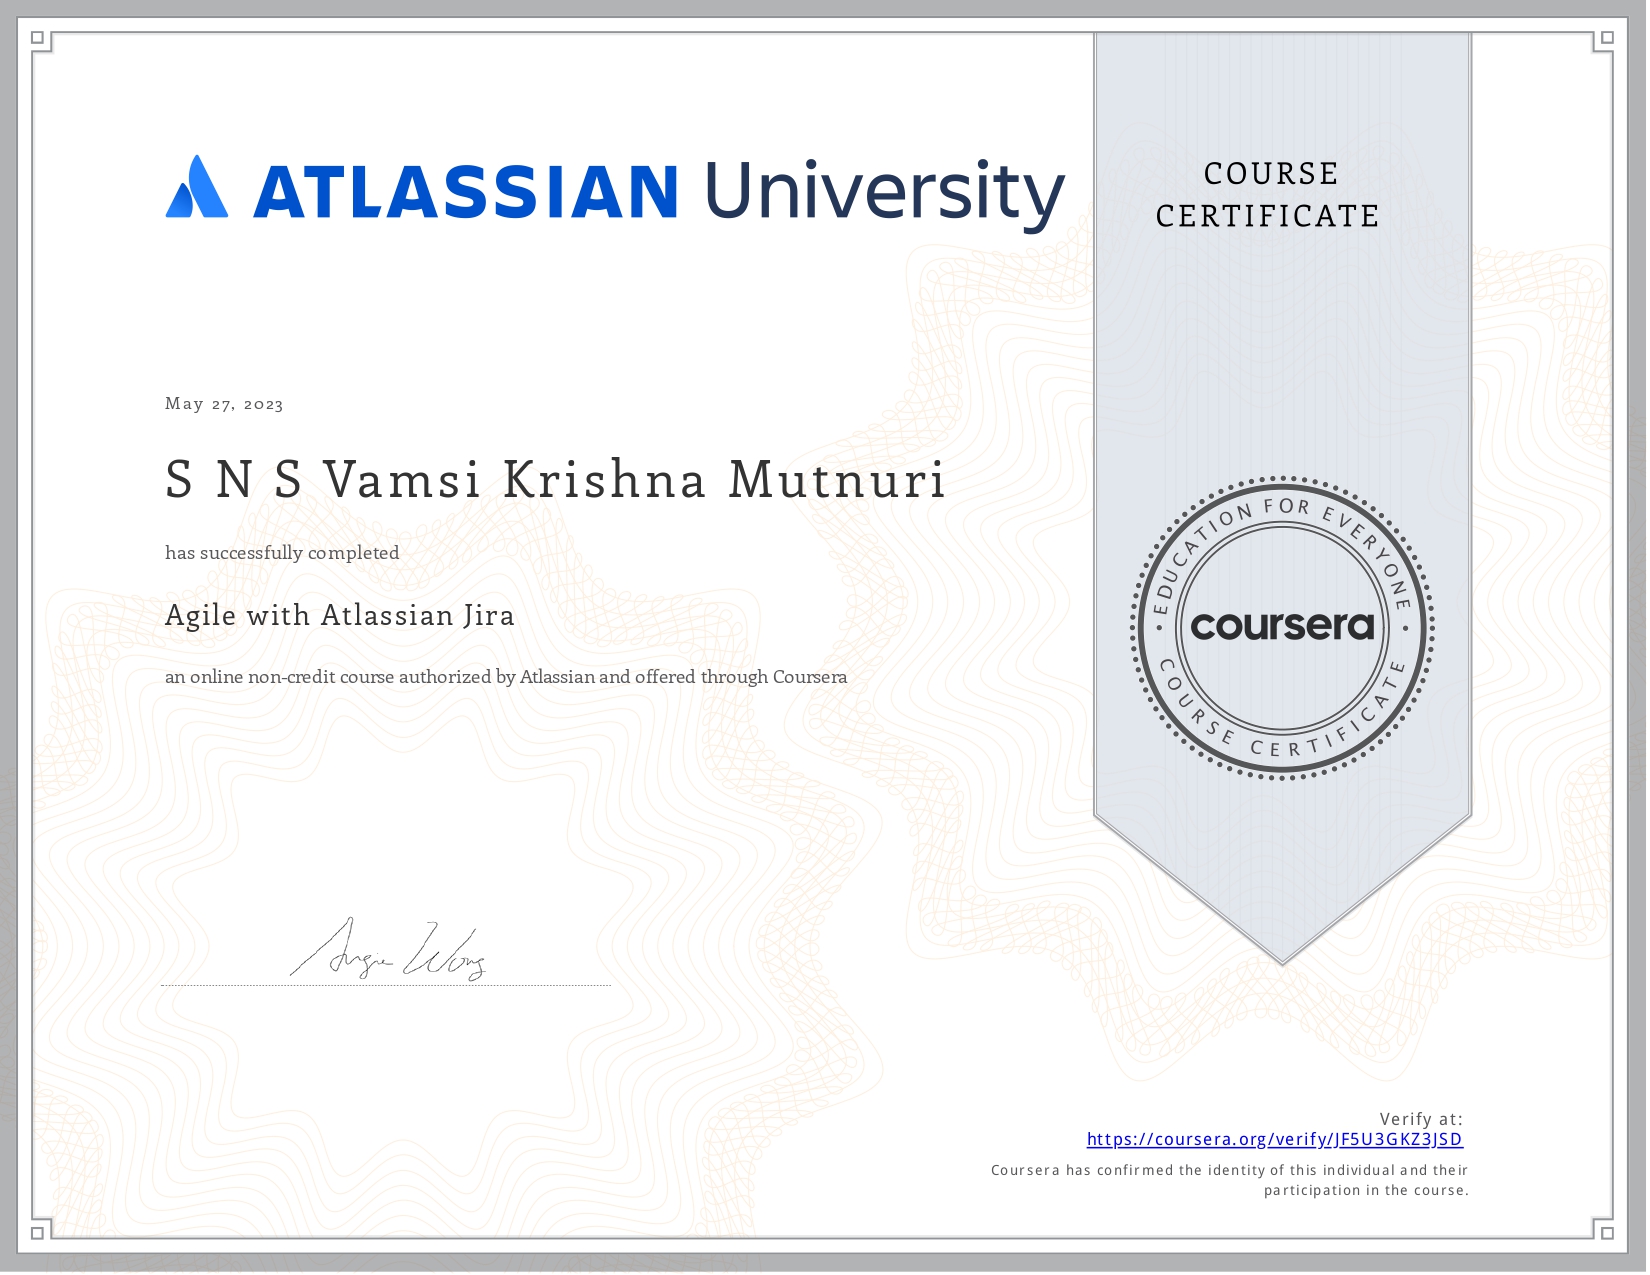 ATLASSIAN University
COURSE
CERTIFICATE
May 27, 2023
S N S Vamsi Krishna Mutnuri
has successfully completed
Agile with Atlassian Jira
an online non-credit course authorized by Atlassian and offered through Coursera
EDUCATION FOR EVERYONE
coursera
COURSE CERTIFICATE
Angie Wong
Verify at:
https://coursera.org/verify/JF5U3GKZ3JSD
Coursera has confirmed the identity of this individual and their
participation in the course.